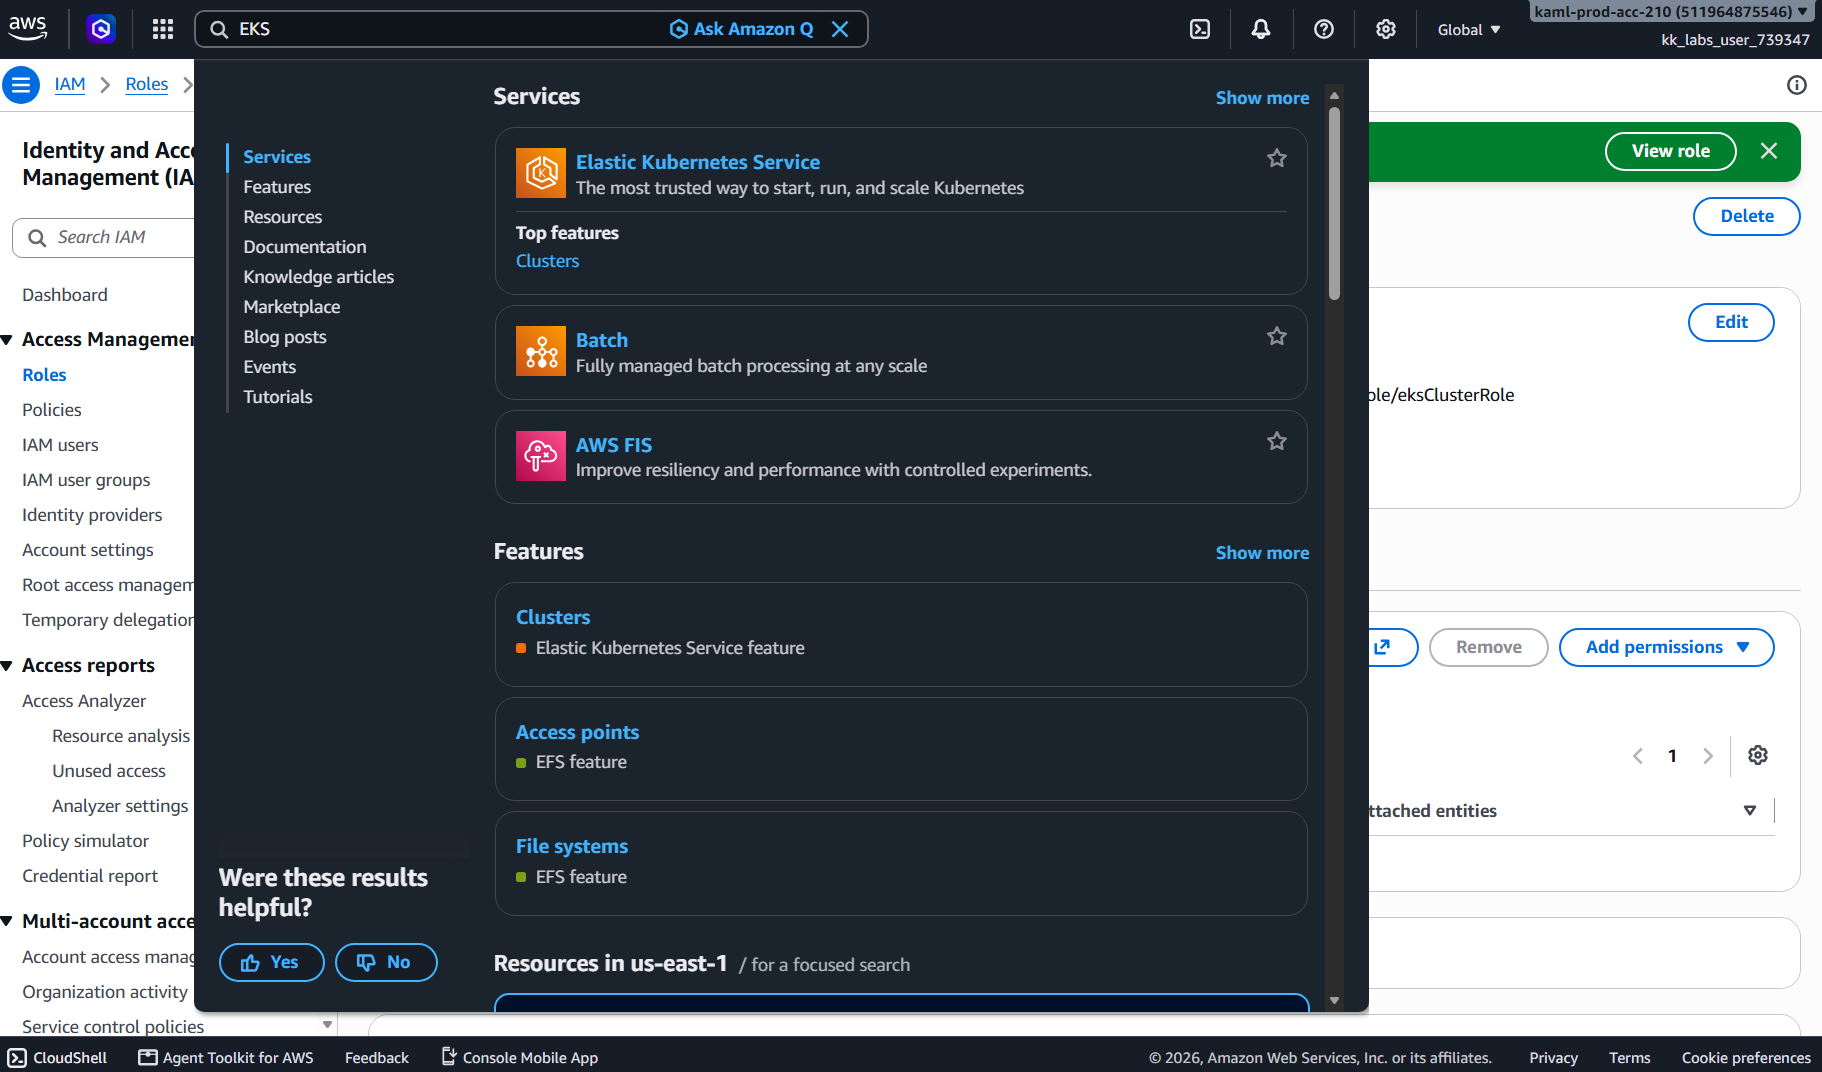 aws
EKS
Ask Amazon Q
Global
kaml-prod-acc-210 (511964875546)
kk_labs_user_739347
IAM
Roles
Identity and Acce
Management (IA
Search IAM
Dashboard
Access Managemen
Roles
Policies
IAM users
IAM user groups
Identity providers
Account settings
Root access managem
Temporary delegation
Access reports
Access Analyzer
Resource analysis
Unused access
Analyzer settings
Policy simulator
Credential report
Multi-account acce
Account access manag
Organization activity
Service control policies
Services
Features
Resources
Documentation
Knowledge articles
Marketplace
Blog posts
Events
Tutorials
Were these results
helpful?
Yes
No
Services
Show more
Elastic Kubernetes Service
The most trusted way to start, run, and scale Kubernetes
Top features
Clusters
Batch
Fully managed batch processing at any scale
AWS FIS
Improve resiliency and performance with controlled experiments.
Features
Show more
Clusters
Elastic Kubernetes Service feature
Access points
EFS feature
File systems
EFS feature
Resources in us-east-1 / for a focused search
View role
Delete
Edit
ole/eksClusterRole
Remove
Add permissions
1
ttached entities
CloudShell
Agent Toolkit for AWS
Feedback
Console Mobile App
© 2026, Amazon Web Services, Inc. or its affiliates.
Privacy
Terms
Cookie preferences